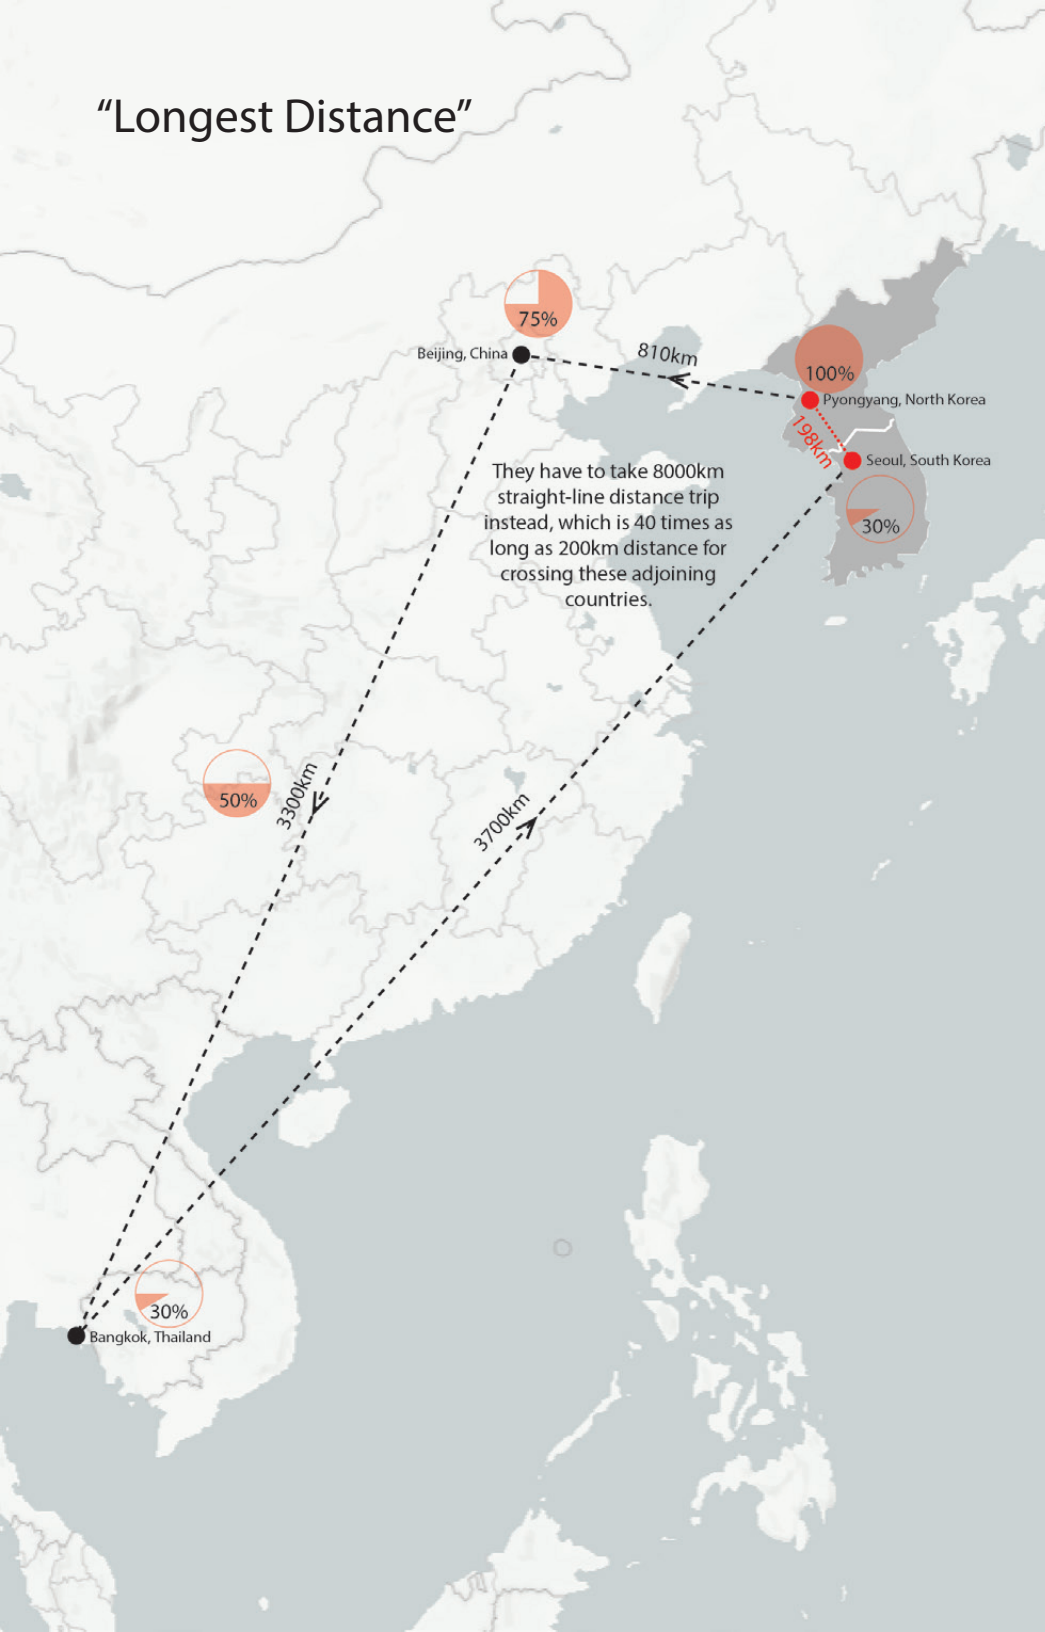 “Longest Distance”
75%
Beijing, China
810km
100%
Pyongyang, North Korea
198km
Seoul, South Korea
30%
They have to take 8000km
straight-line distance trip
instead, which is 40 times as
long as 200km distance for
crossing these adjoining
countries.
50%
3300km
3700km
30%
Bangkok, Thailand